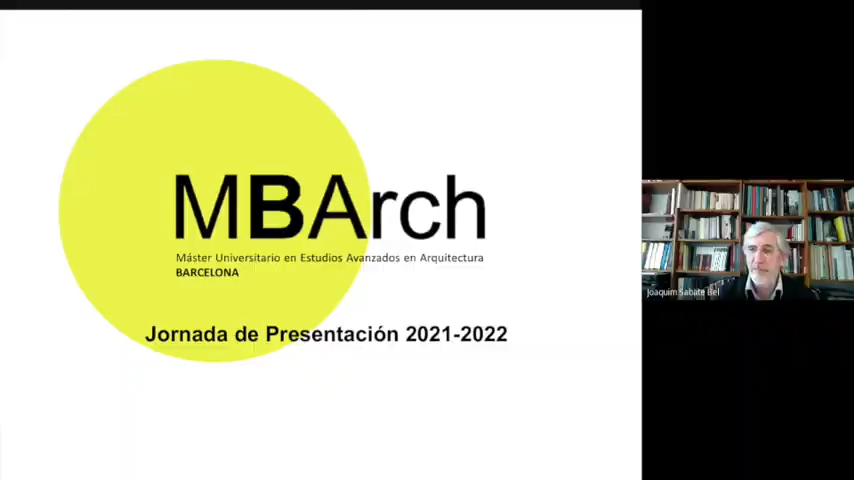 MBArch
Máster Universitario en Estudios Avanzados en Arquitectura
BARCELONA
Jornada de Presentación 2021-2022
Joaquim Sabate Bel